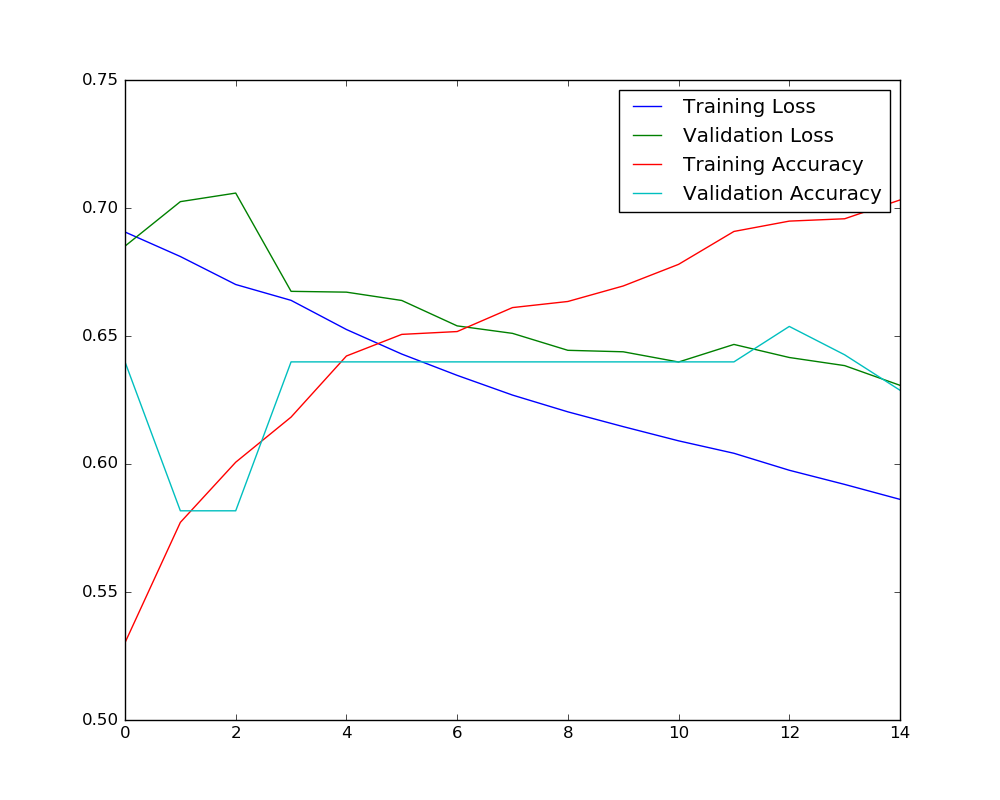 0.75
0.70
0.65
0.60
0.55
0.50
0 2 4 6 8 10 12 14
Training Loss
Validation Loss
Training Accuracy
Validation Accuracy